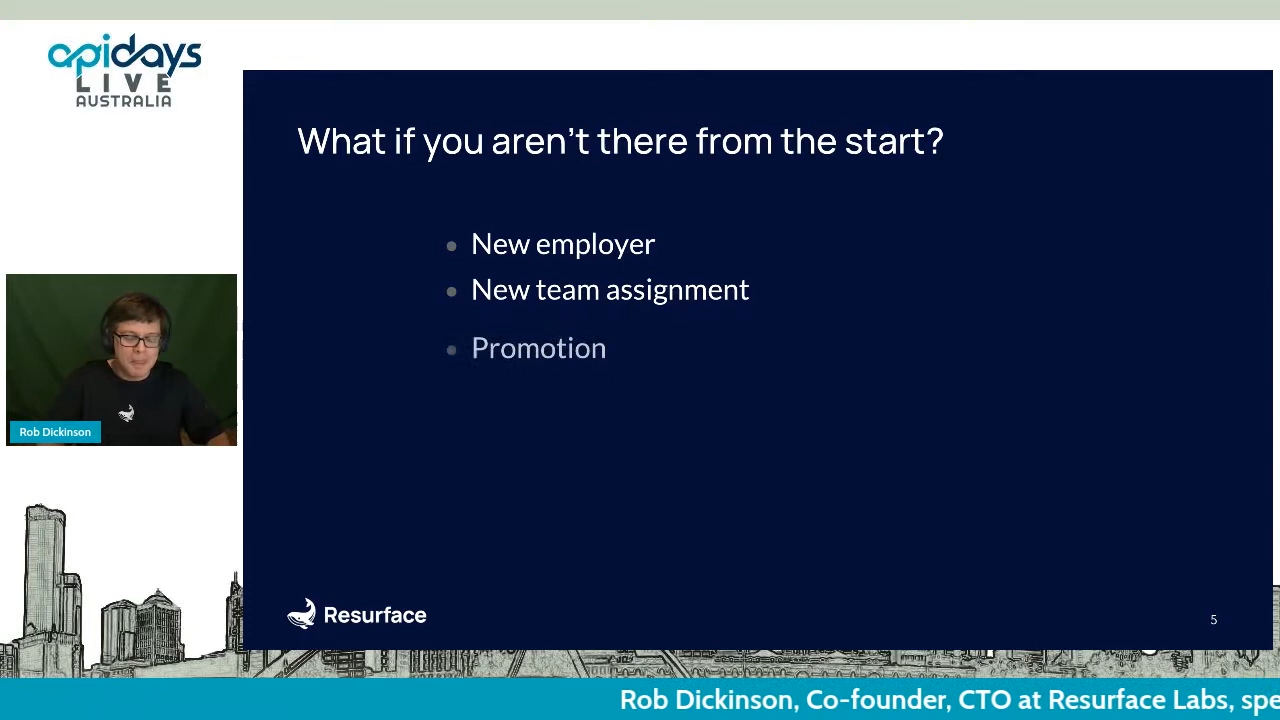 apidays
LIVE
AUSTRALIA
What if you aren't there from the start?
New employer
New team assignment
Promotion
Rob Dickinson
Resurface
5
Rob Dickinson, Co-founder, CTO at Resurface Labs, spe